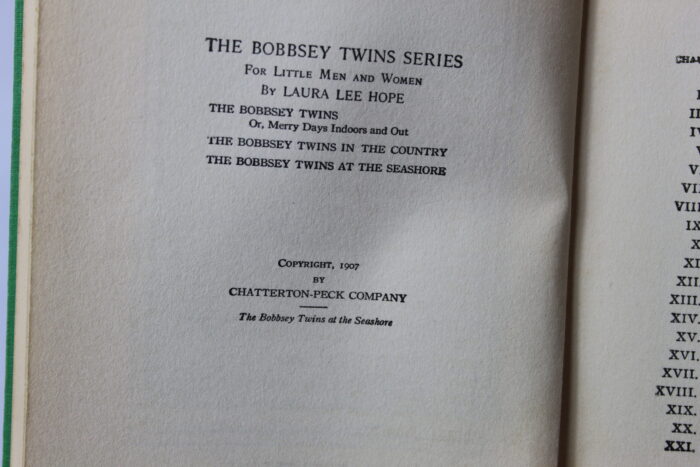 THE BOBBSEY TWINS SERIES
FOR LITTLE MEN AND WOMEN
BY LAURA LEE HOPE
THE BOBBSEY TWINS
Or, Merry Days Indoors and Out
THE BOBBSEY TWINS IN THE COUNTRY
THE BOBBSEY TWINS AT THE SEASHORE
COPYRIGHT, 1907
BY
CHATTERTON-PECK COMPANY
The Bobbsey Twins at the Seashore
I
II
IV
V
V.
VI.
VIII
IX
X
XI
XII.
XIII.
XIV.
XV.
XVI.
XVII.
XVIII.
XIX.
XX.
XXI.